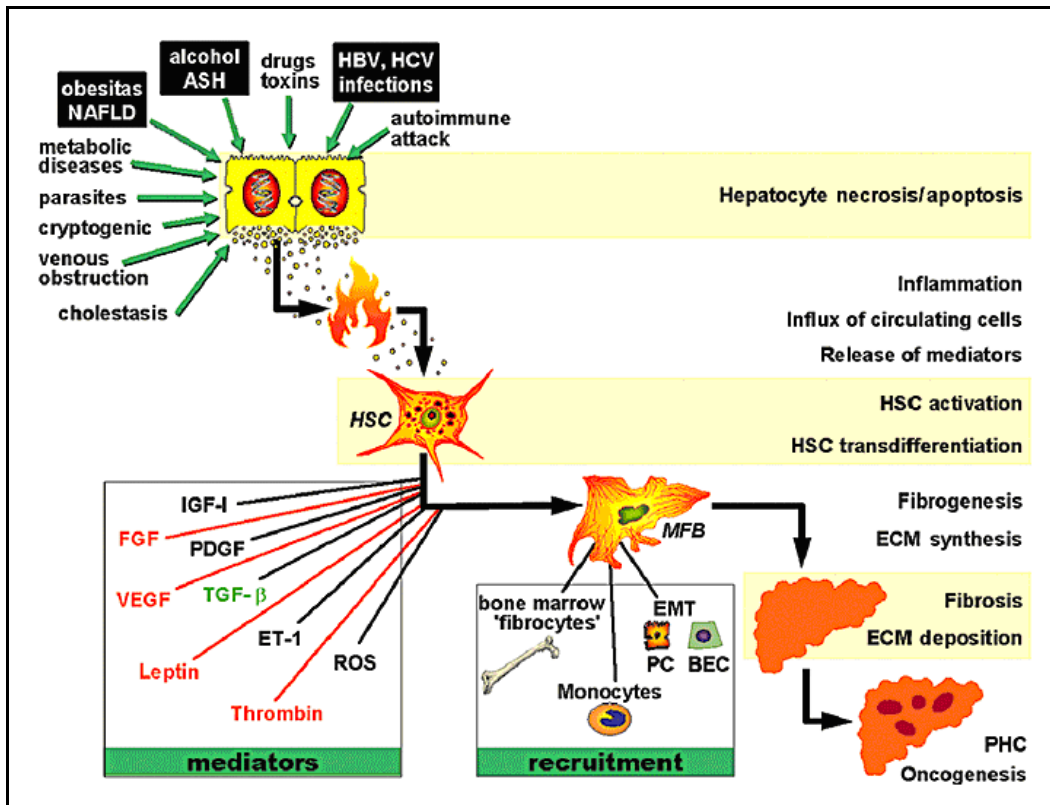 obesitas
NAFLD
alcohol
ASH
drugs
toxins
HBV, HCV
infections
autoimmune
attack
metabolic
diseases
parasites
cryptogenic
venous
obstruction
cholestasis
Hepatocyte necrosis/apoptosis
Inflammation
Influx of circulating cells
Release of mediators
HSC
HSC activation
HSC transdifferentiation
IGF-I
FGF
PDGF
VEGF
TGF-β
ET-1
Leptin
ROS
Thrombin
mediators
MFB
Fibrogenesis
ECM synthesis
bone marrow
'fibrocytes'
EMT
PC
BEC
Monocytes
recruitment
Fibrosis
ECM deposition
PHC
Oncogenesis